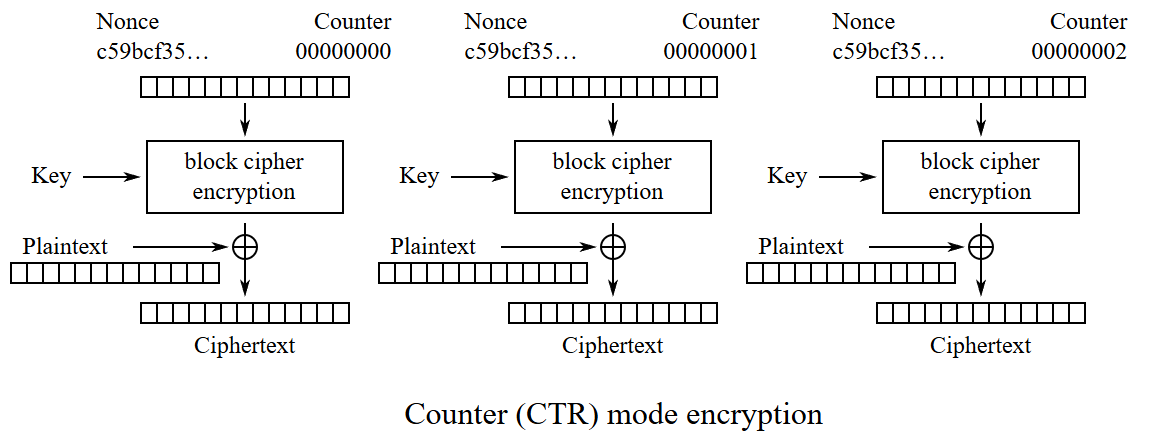 Nonce Counter Nonce Counter Nonce Counter
c59bcf35… 00000000 c59bcf35… 00000001 c59bcf35… 00000002
block cipher block cipher block cipher
Key encryption Key encryption Key encryption
Plaintext Plaintext Plaintext
Ciphertext Ciphertext Ciphertext
Counter (CTR) mode encryption